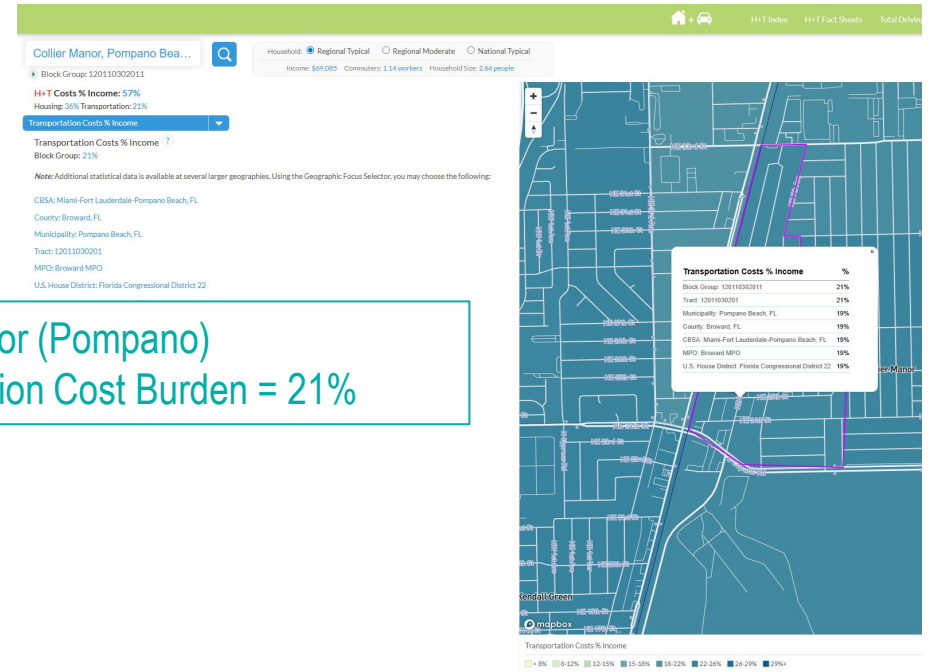 H+T Index H+T Fact Sheets Total Driving
Collier Manor, Pompano Bea...
Household: Regional Typical Regional Moderate National Typical
Income: $69,085 Commuters: 1.14 workers Household Size: 2.64 people
Block Group: 120110302011
H+T Costs % Income: 57%
Housing: 36% Transportation: 21%
Transportation Costs % Income
Transportation Costs % Income ?
Block Group: 21%
Note: Additional statistical data is available at several larger geographies. Using the Geographic Focus Selector, you may choose the following:
CBSA: Miami-Fort Lauderdale-Pompano Beach, FL
County: Broward, FL
Municipality: Pompano Beach, FL
Tract: 12011030201
MPO: Broward MPO
U.S. House District: Florida Congressional District 22
or (Pompano)
ion Cost Burden = 21%
NE 33rd St
Transportation Costs % Income %
Block Group: 120110302011 21%
Tract: 12011030201 21%
Municipality: Pompano Beach, FL 19%
County: Broward, FL 19%
CBSA: Miami-Fort Lauderdale-Pompano Beach, FL 19%
MPO: Broward MPO 19%
U.S. House District: Florida Congressional District 22 19%
er Manor
NE 23rd St
Kendall Green
mapbox
Transportation Costs % Income
< 8% 8-12% 12-15% 15-18% 18-22% 22-26% 26-29% 29%+